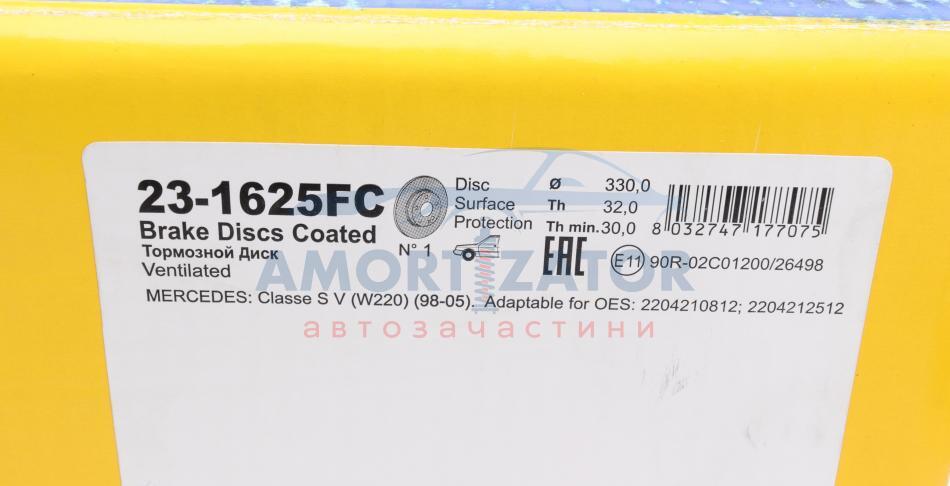 23-1625FC
Brake Discs Coated
Тормозной Диск
Ventilated
N° 1
Disc
Surface
Protection
Ø 330,0
Th 32,0
Th min. 30,0
8 032747 177075
EAC
E11 90R-02C01200/26498
MERCEDES: Classe S V (W220) (98-05). Adaptable for OES: 2204210812; 2204212512
AMORTIZATOR
автозапчастини